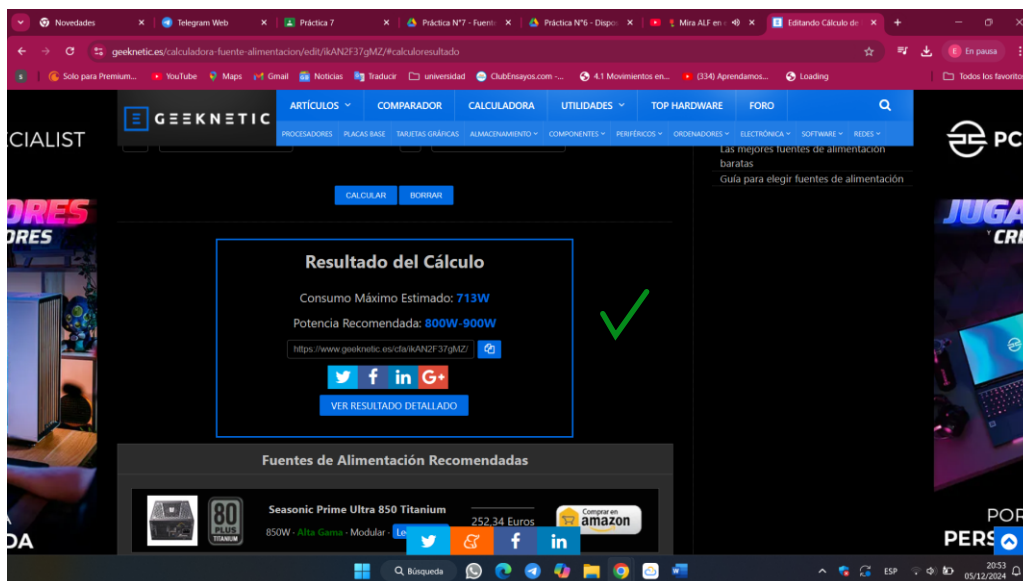 Novedades
Telegram Web
Práctica 7
Práctica N°7 - Fuent
Práctica N°6 - Dispo
Mira ALF en
Editando Cálculo de
geeknetic.es/calculadora-fuente-alimentacion/edit/ikAN2F37gMZ/#calculoresultado
En pausa
Solo para Premium...
YouTube
Maps
Gmail
Noticias
Traducir
universidad
ClubEnsayos.com -...
4.1 Movimientos en...
(334) Aprendamos...
Loading
Todos los favoritos
GEEKNETIC
ARTÍCULOS
COMPARADOR
CALCULADORA
UTILIDADES
TOP HARDWARE
FORO
PROCESADORES
PLACAS BASE
TARJETAS GRÁFICAS
ALMACENAMIENTO
COMPONENTES
PERIFÉRICOS
ORDENADORES
ELECTRÓNICA
SOFTWARE
REDES
CIALIST
PC
Las mejores fuentes de alimentación
baratas
Guía para elegir fuentes de alimentación
CALCULAR
BORRAR
ORES
ORES
JUGA
Y CRE
Resultado del Cálculo
Consumo Máximo Estimado: 713W
Potencia Recomendada: 800W-900W
https://www.geeknetic.es/cfa/ikAN2F37gMZ/
VER RESULTADO DETALLADO
Fuentes de Alimentación Recomendadas
80
PLUS
TITANIUM
Seasonic Prime Ultra 850 Titanium
850W - Alta Gama - Modular - Le
252,34 Euros
Comprar en
amazon
A
DA
POR
PERS
Búsqueda
ESP
20:53
05/12/2024